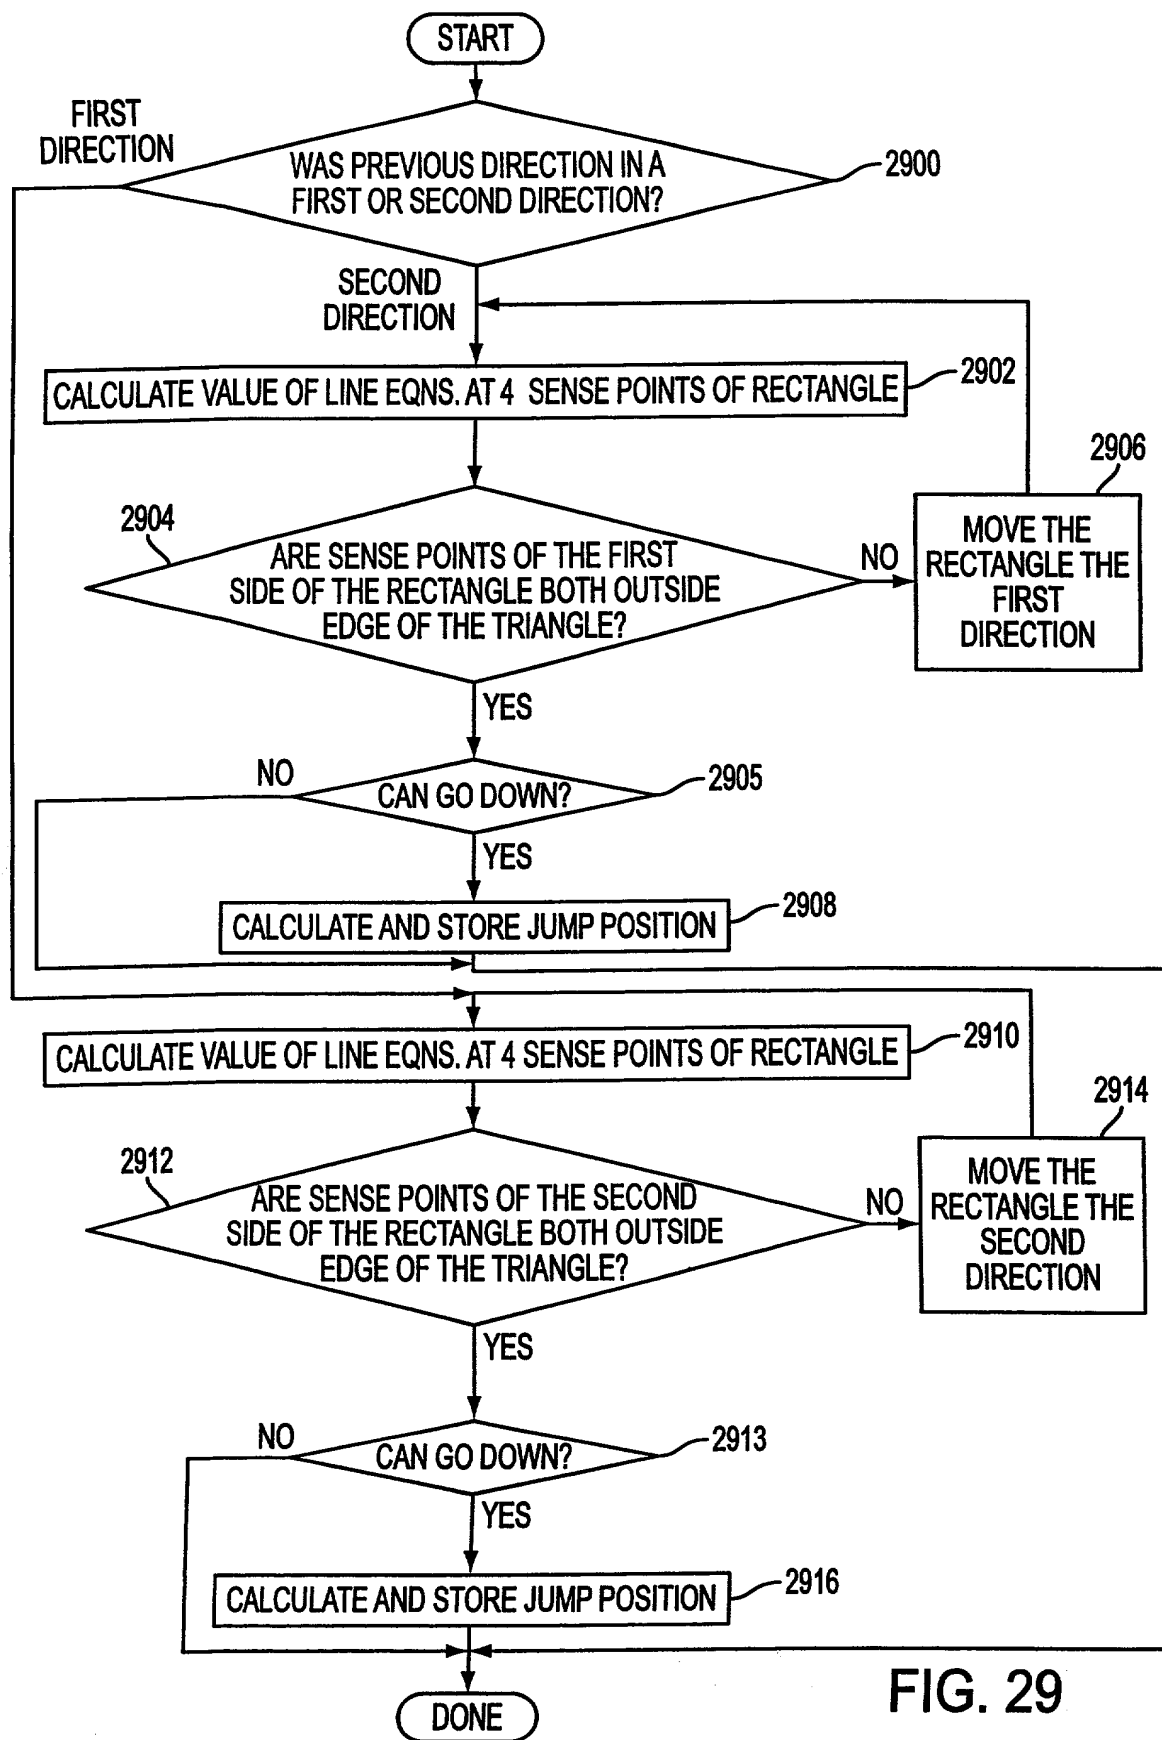 START
FIRST
DIRECTION
WAS PREVIOUS DIRECTION IN A
FIRST OR SECOND DIRECTION?
2900
SECOND
DIRECTION
CALCULATE VALUE OF LINE EQNS. AT 4 SENSE POINTS OF RECTANGLE
2902
2904
ARE SENSE POINTS OF THE FIRST
SIDE OF THE RECTANGLE BOTH OUTSIDE
EDGE OF THE TRIANGLE?
NO
2906
MOVE THE
RECTANGLE THE
FIRST
DIRECTION
YES
NO
CAN GO DOWN?
2905
YES
CALCULATE AND STORE JUMP POSITION
2908
CALCULATE VALUE OF LINE EQNS. AT 4 SENSE POINTS OF RECTANGLE
2910
2912
ARE SENSE POINTS OF THE SECOND
SIDE OF THE RECTANGLE BOTH OUTSIDE
EDGE OF THE TRIANGLE?
NO
2914
MOVE THE
RECTANGLE THE
SECOND
DIRECTION
YES
NO
CAN GO DOWN?
2913
YES
CALCULATE AND STORE JUMP POSITION
2916
DONE
FIG. 29